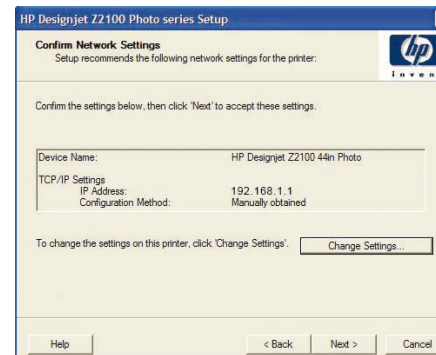 HP Designjet Z2100 Photo series Setup
Confirm Network Settings
Setup recommends the following network settings for the printer:
hp
i n v e n
Confirm the settings below, then click 'Next' to accept these settings.
Device Name: HP Designjet Z2100 44in Photo
TCP/IP Settings
IP Address: 192.168.1.1
Configuration Method: Manually obtained
To change the settings on this printer, click 'Change Settings'. Change Settings...
Help < Back Next > Cancel